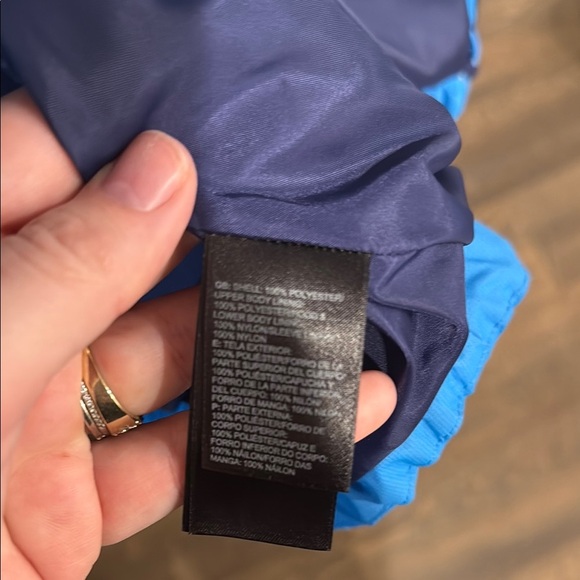 GB: SHELL: 100% POLYESTER/
UPPER BODY LINING:
100% POLYESTER/HOOD &
LOWER BODY LINING:
100% NYLON/SLEEVE
100% NYLON
E: TELA EXTERIOR:
100% POLIÉSTER/FORRO DE LA
PARTE SUPERIOR DEL CUERPO:
100% POLIÉSTER/CAPUCHA Y
FORRO DE LA PARTE INFERIOR
DEL CUERPO: 100% NILÓN/
FORRO DE MANGA: 100% NILÓN
P: PARTE EXTERNA:
100% POLIÉSTER/FORRO DE
CORPO SUPERIOR:
100% POLIÉSTER/CAPUZ E
FORRO INFERIOR DO CORPO:
100% NÁILON/FORRO DAS
MANGA: 100% NÁILON